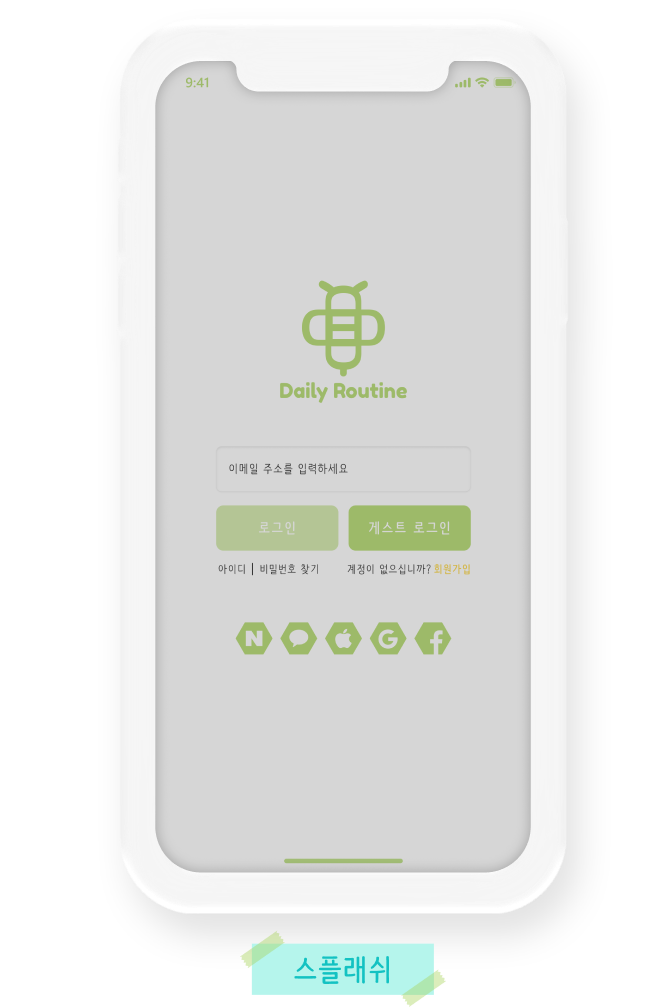 9:41
Daily Routine
이메일 주소를 입력하세요
로그인 게스트 로그인
아이디 | 비밀번호 찾기 계정이 없으십니까? 회원가입
N G f
스플래쉬